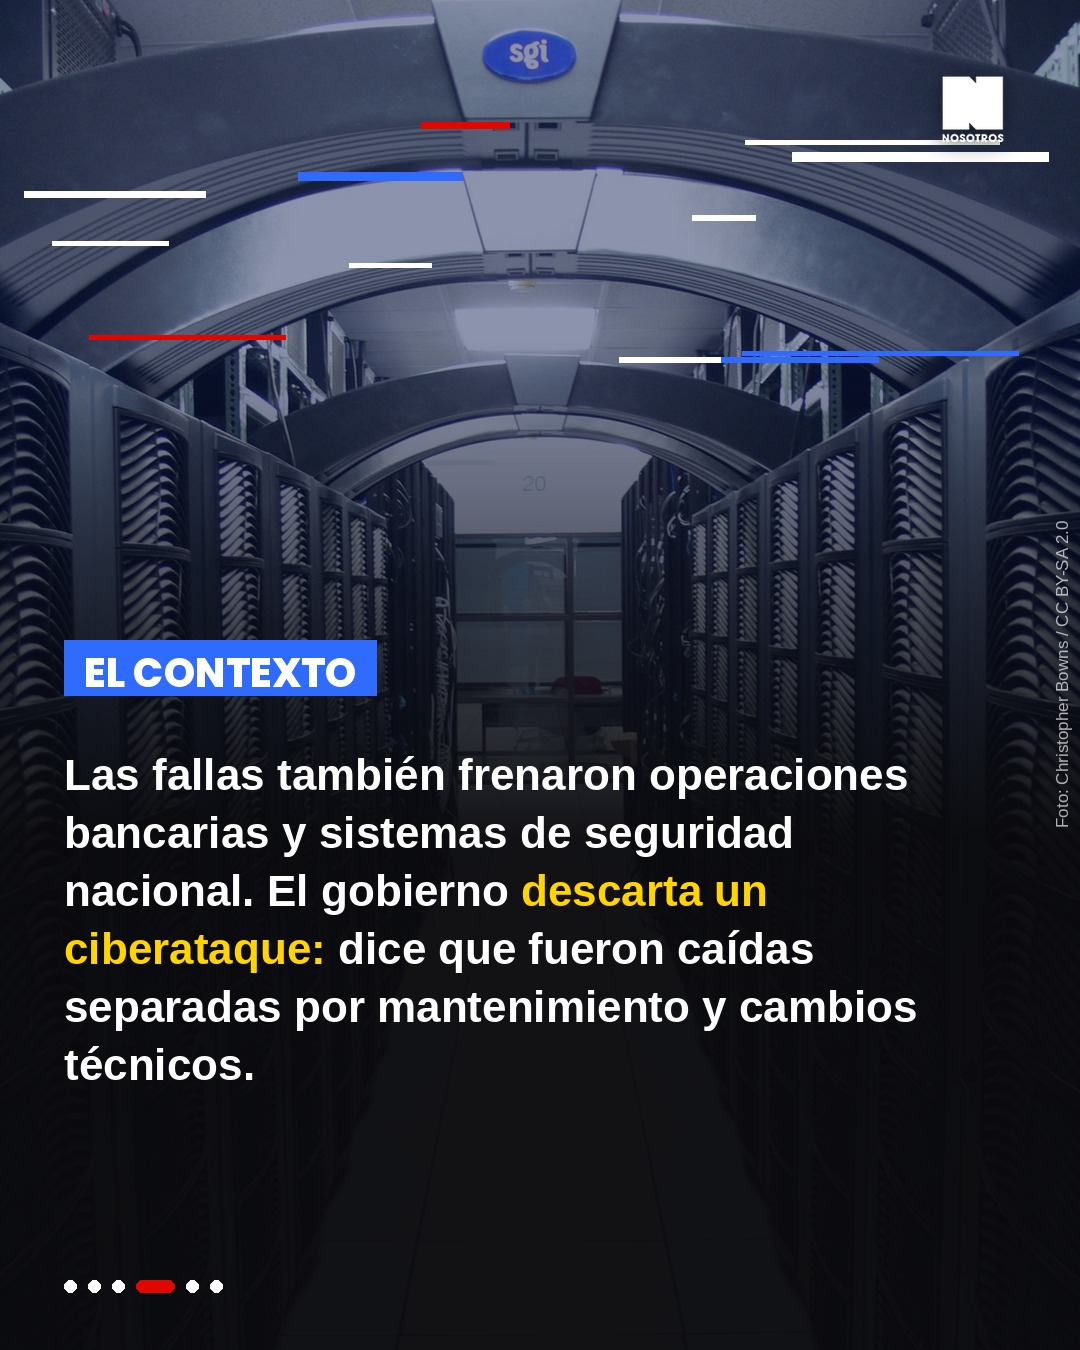 sgi
N
NOSOTROS
20
Foto: Christopher Bowns / CC BY-SA 2.0
EL CONTEXTO
Las fallas también frenaron operaciones
bancarias y sistemas de seguridad
nacional. El gobierno descarta un
ciberataque: dice que fueron caídas
separadas por mantenimiento y cambios
técnicos.